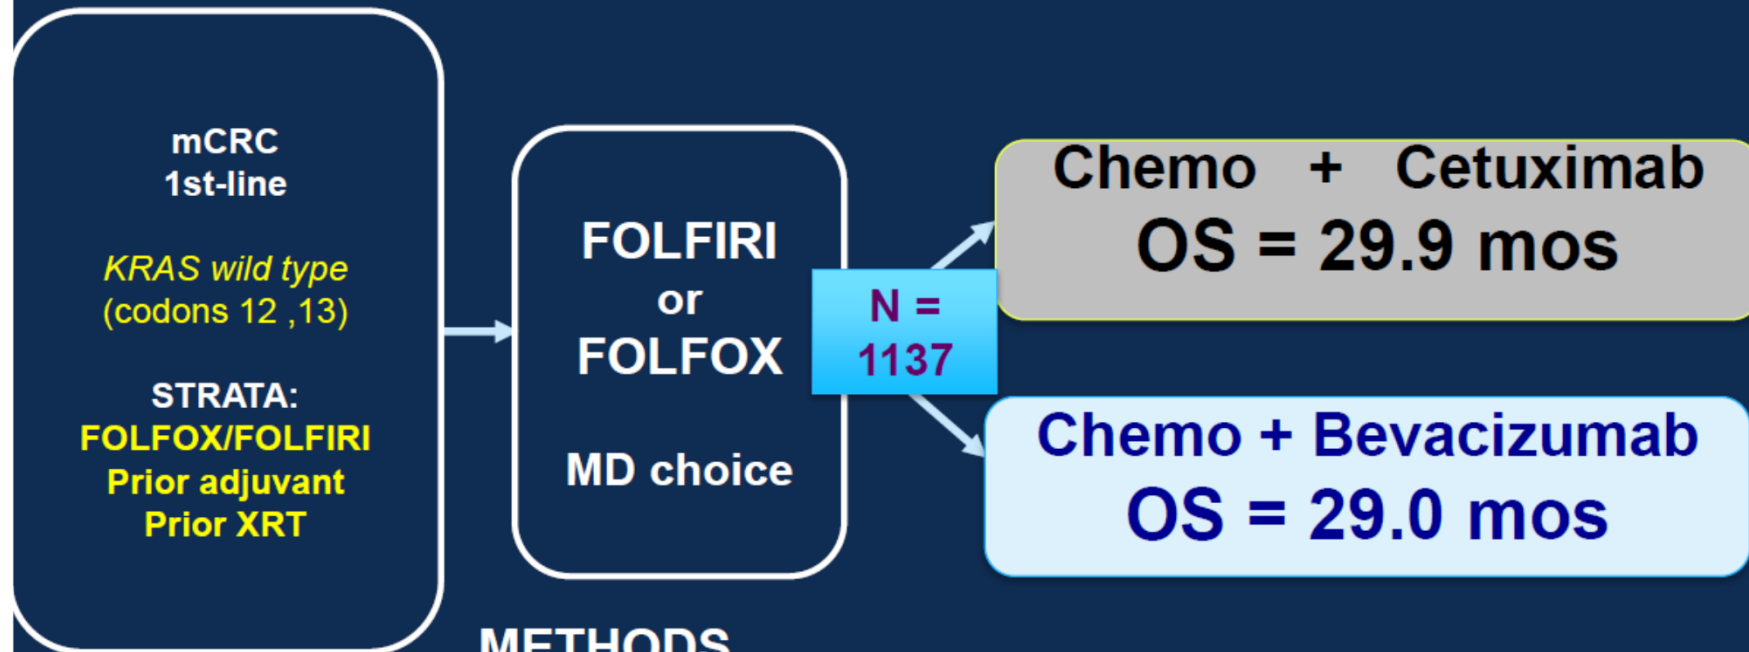 mCRC
1st-line
KRAS wild type
(codons 12 ,13)
STRATA:
FOLFOX/FOLFIRI
Prior adjuvant
Prior XRT
FOLFIRI
or
FOLFOX
MD choice
N =
1137
Chemo + Cetuximab
OS = 29.9 mos
Chemo + Bevacizumab
OS = 29.0 mos
METHODS